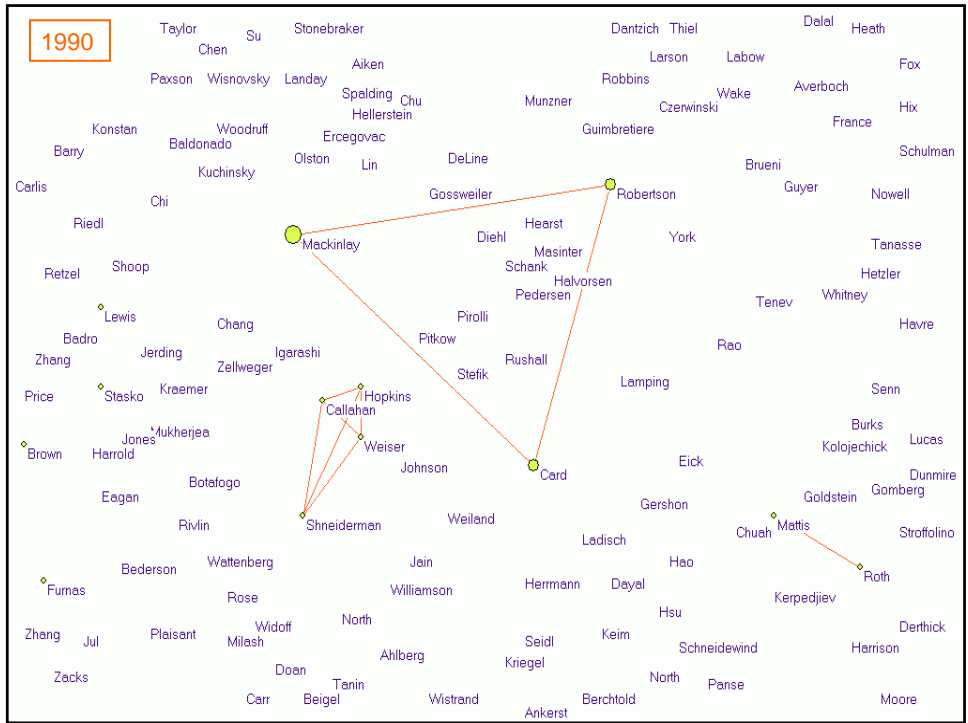 1990
Taylor
Su
Stonebraker
Dantzich
Thiel
Dalal
Heath
Chen
Aiken
Larson
Labow
Fox
Paxson
Wisnovsky
Landay
Robbins
Averboch
Spalding
Chu
Munzner
Wake
Czerwinski
Hix
Hellerstein
France
Konstan
Woodruff
Ercegovac
Guimbretiere
Barry
Baldonado
Olston
Lin
DeLine
Brueni
Schulman
Kuchinsky
Carlis
Chi
Gossweiler
Robertson
Guyer
Nowell
Riedl
Hearst
Mackinlay
Diehl
York
Masinter
Tanasse
Retzel
Shoop
Schank
Halvorsen
Hetzler
Pedersen
Whitney
Tenev
Lewis
Chang
Pirolli
Havre
Badro
Pitkow
Rao
Zhang
Jerding
Igarashi
Rushall
Zellweger
Stefik
Lamping
Price
Stasko
Kraemer
Hopkins
Senn
Callahan
Burks
Jones
Mukherjea
Weiser
Kolojechick
Lucas
Brown
Harrold
Johnson
Card
Eick
Dunmire
Eagan
Botafogo
Goldstein
Gomberg
Gershon
Rivlin
Shneiderman
Weiland
Mattis
Chuah
Stroffolino
Ladisch
Bederson
Wattenberg
Jain
Hao
Roth
Furnas
Rose
Williamson
Herrmann
Dayal
Kerpedjiev
Hsu
Zhang
Jul
Plaisant
Widoff
North
Milash
Seidl
Keim
Derthick
Schneidewind
Harrison
Ahlberg
Kriegel
Zacks
Doan
Tanin
North
Panse
Carr
Beigel
Wistrand
Ankerst
Berchtold
Moore